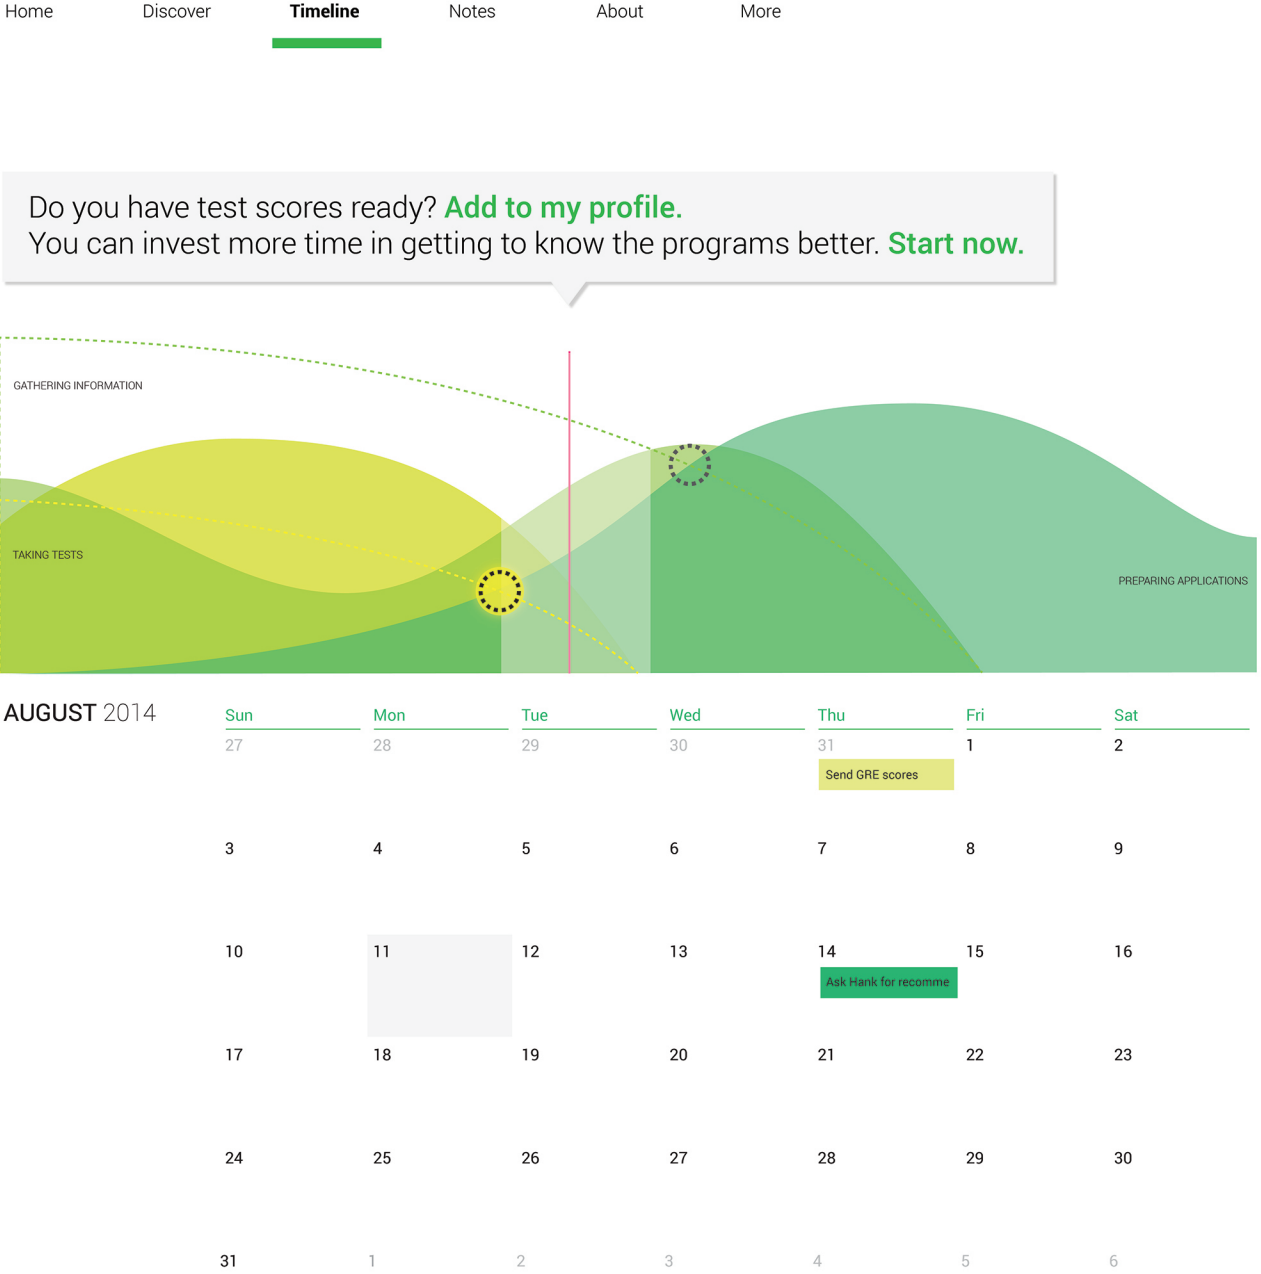 Home Discover Timeline Notes About More
Do you have test scores ready? Add to my profile.
You can invest more time in getting to know the programs better. Start now.
GATHERING INFORMATION
TAKING TESTS
PREPARING APPLICATIONS
AUGUST 2014
Sun Mon Tue Wed Thu Fri Sat
27 28 29 30 31 1 2
Send GRE scores
3 4 5 6 7 8 9
10 11 12 13 14 15 16
Ask Hank for recomme
17 18 19 20 21 22 23
24 25 26 27 28 29 30
31 1 2 3 4 5 6